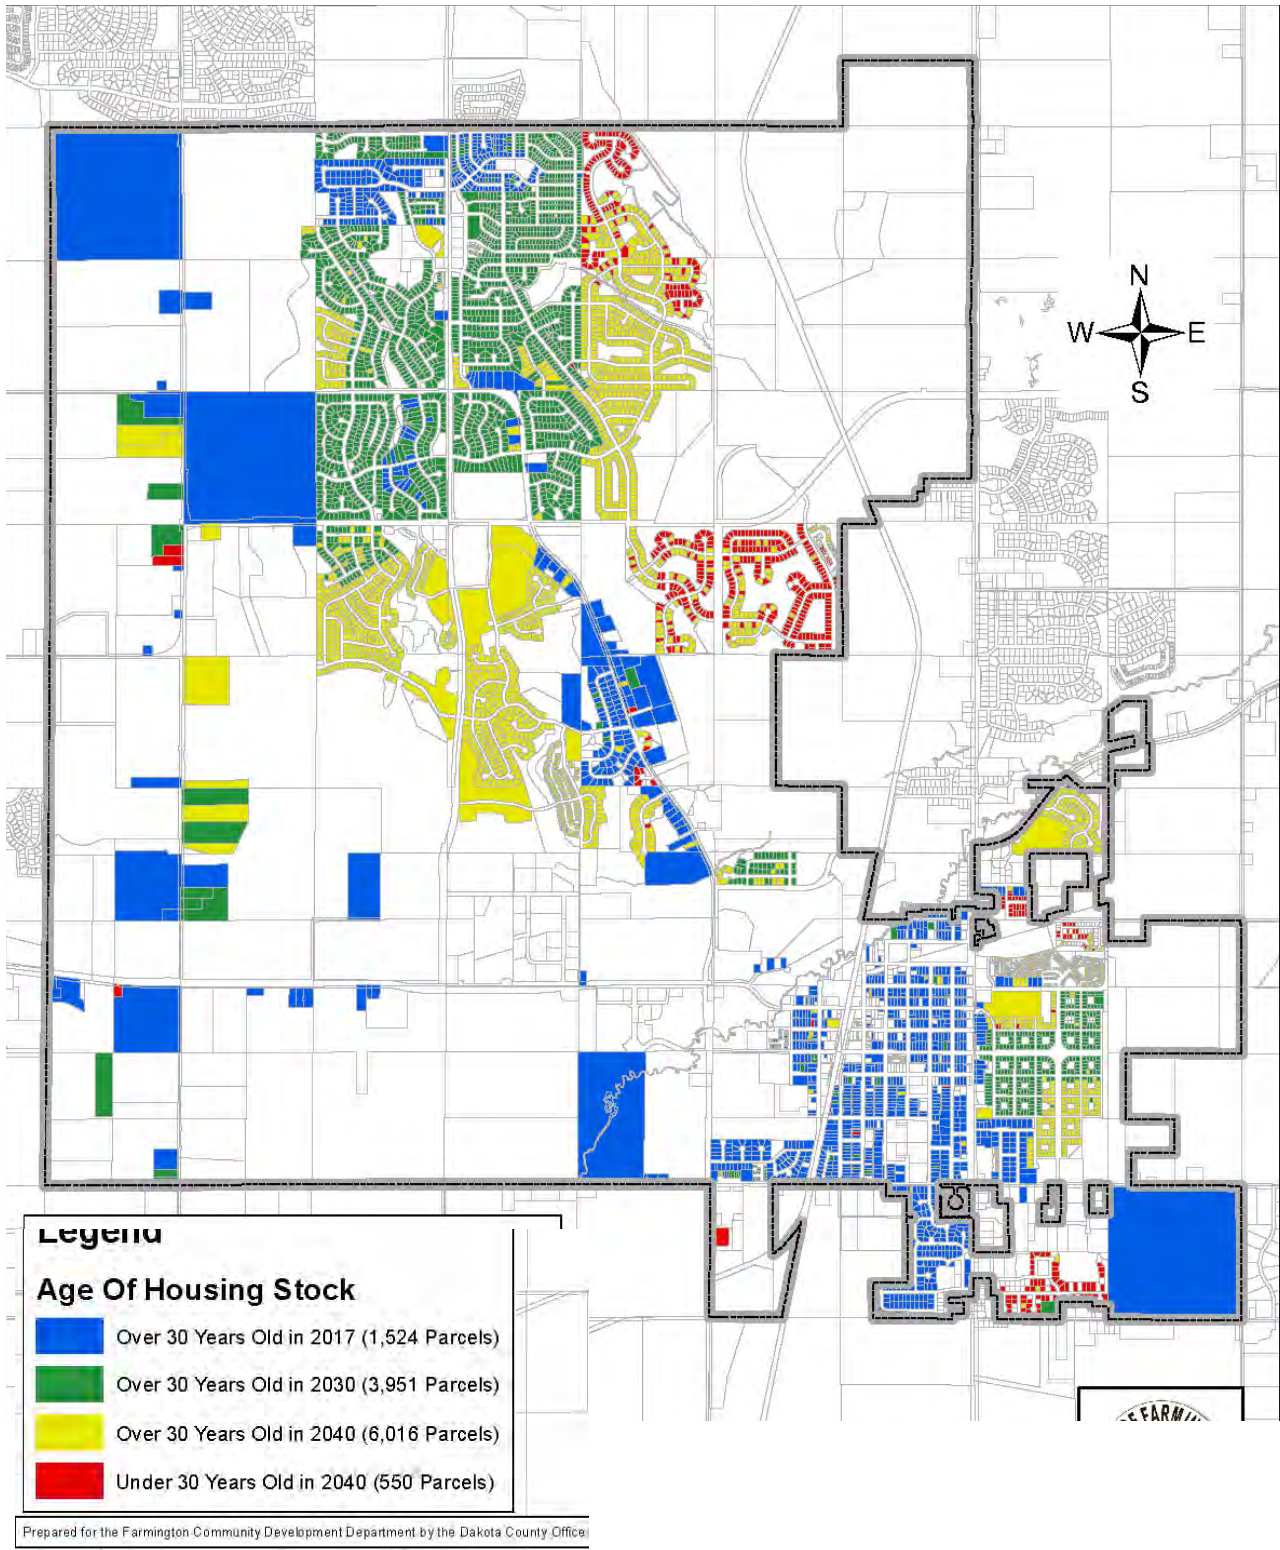 N
W E
S
Legend
Age Of Housing Stock
Over 30 Years Old in 2017 (1,524 Parcels)
Over 30 Years Old in 2030 (3,951 Parcels)
Over 30 Years Old in 2040 (6,016 Parcels)
Under 30 Years Old in 2040 (550 Parcels)
Prepared for the Farmington Community Development Department by the Dakota County Office